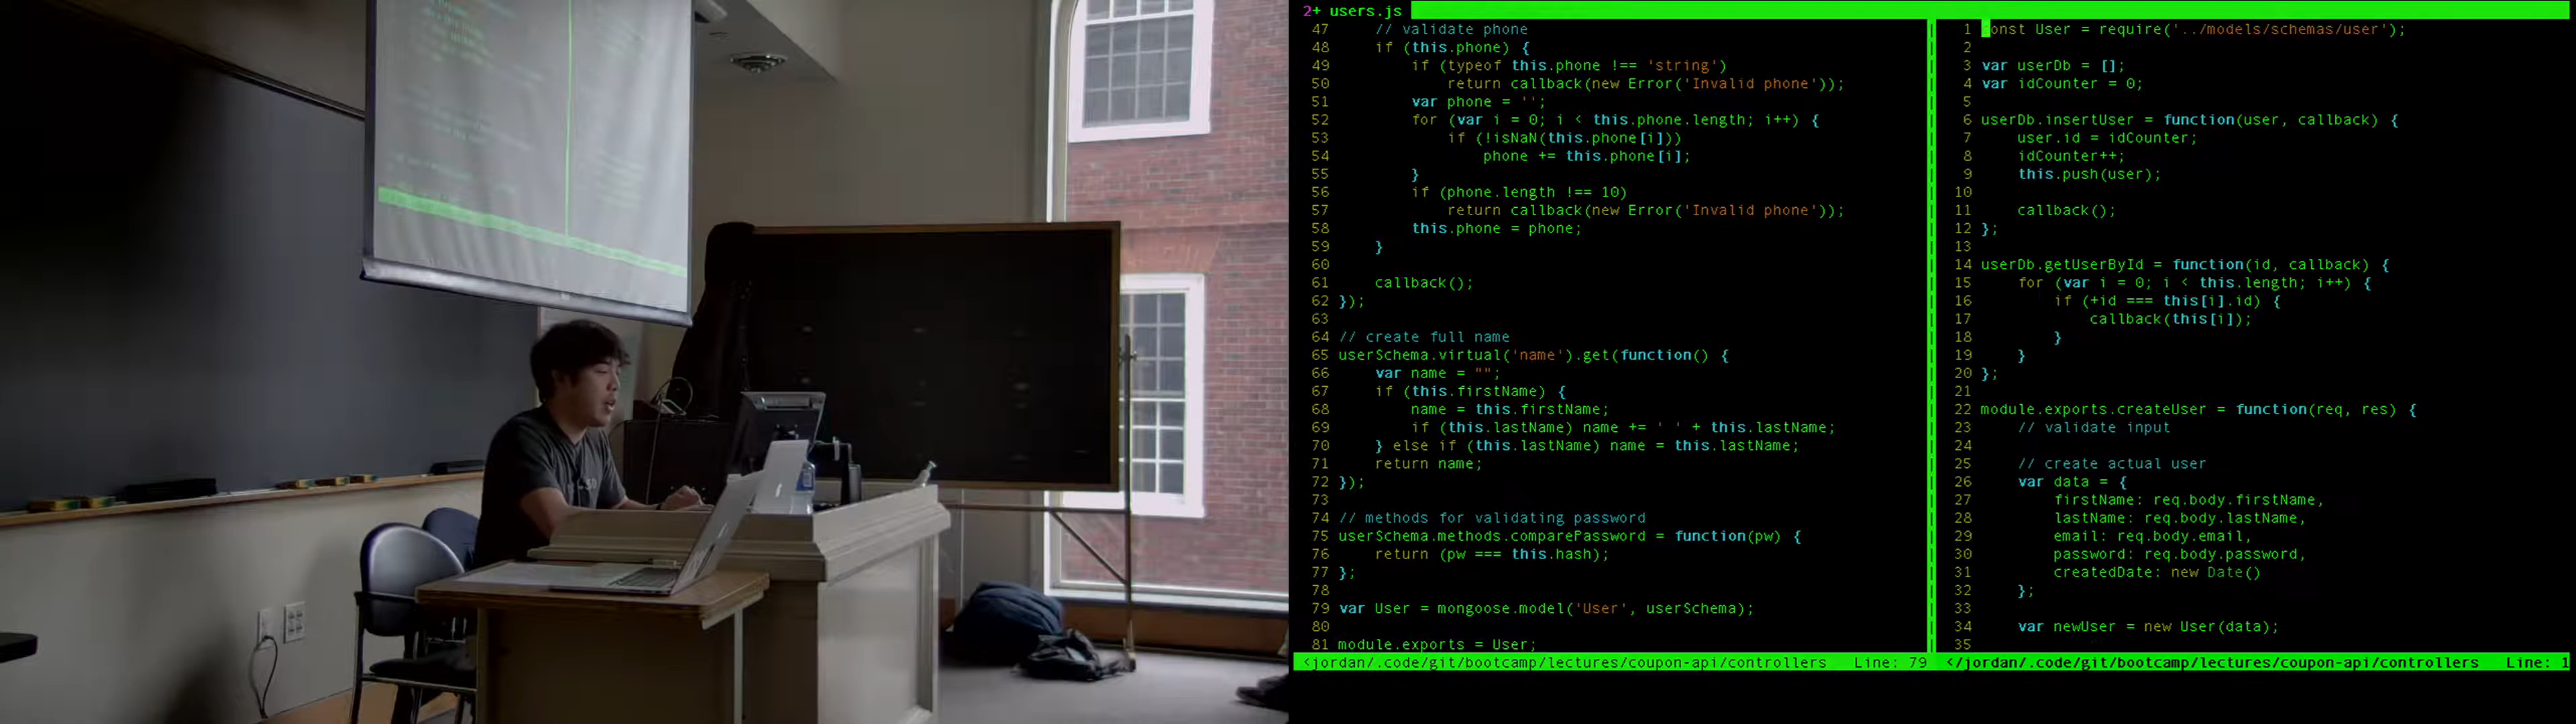 2+ users.js
47 // validate phone
48 if (this.phone) {
49 if (typeof this.phone !== 'string')
50 return callback(new Error('Invalid phone'));
51 var phone = '';
52 for (var i = 0; i < this.phone.length; i++) {
53 if (!isNaN(this.phone[i]))
54 phone += this.phone[i];
55 }
56 if (phone.length !== 10)
57 return callback(new Error('Invalid phone'));
58 this.phone = phone;
59 }
60
61 callback();
62 });
63
64 // create full name
65 userSchema.virtual('name').get(function() {
66 var name = "";
67 if (this.firstName) {
68 name = this.firstName;
69 if (this.lastName) name += ' ' + this.lastName;
70 } else if (this.lastName) name = this.lastName;
71 return name;
72 });
73
74 // methods for validating password
75 userSchema.methods.comparePassword = function(pw) {
76 return (pw === this.hash);
77 };
78
79 var User = mongoose.model('User', userSchema);
80
81 module.exports = User;
<jordan/.code/git/bootcamp/lectures/coupon-api/controllers Line: 79
1 const User = require('../models/schemas/user');
2
3 var userDb = [];
4 var idCounter = 0;
5
6 userDb.insertUser = function(user, callback) {
7 user.id = idCounter;
8 idCounter++;
9 this.push(user);
10
11 callback();
12 };
13
14 userDb.getUserById = function(id, callback) {
15 for (var i = 0; i < this.length; i++) {
16 if (+id === this[i].id) {
17 callback(this[i]);
18 }
19 }
20 };
21
22 module.exports.createUser = function(req, res) {
23 // validate input
24
25 // create actual user
26 var data = {
27 firstName: req.body.firstName,
28 lastName: req.body.lastName,
29 email: req.body.email,
30 password: req.body.password,
31 createdDate: new Date()
32 };
33
34 var newUser = new User(data);
35
</jordan/.code/git/bootcamp/lectures/coupon-api/controllers Line: 1